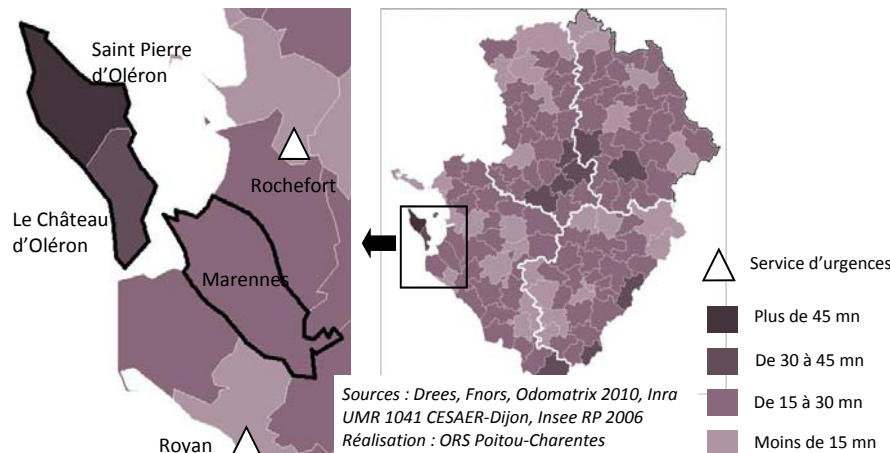 Saint Pierre
d'Oléron
Rochefort
Le Château
d'Oléron
Marennes
Royan
Service d'urgences
Plus de 45 mn
De 30 à 45 mn
De 15 à 30 mn
Moins de 15 mn
Sources : Drees, Fnors, Odomatrix 2010, Inra
UMR 1041 CESAER-Dijon, Insee RP 2006
Réalisation : ORS Poitou-Charentes